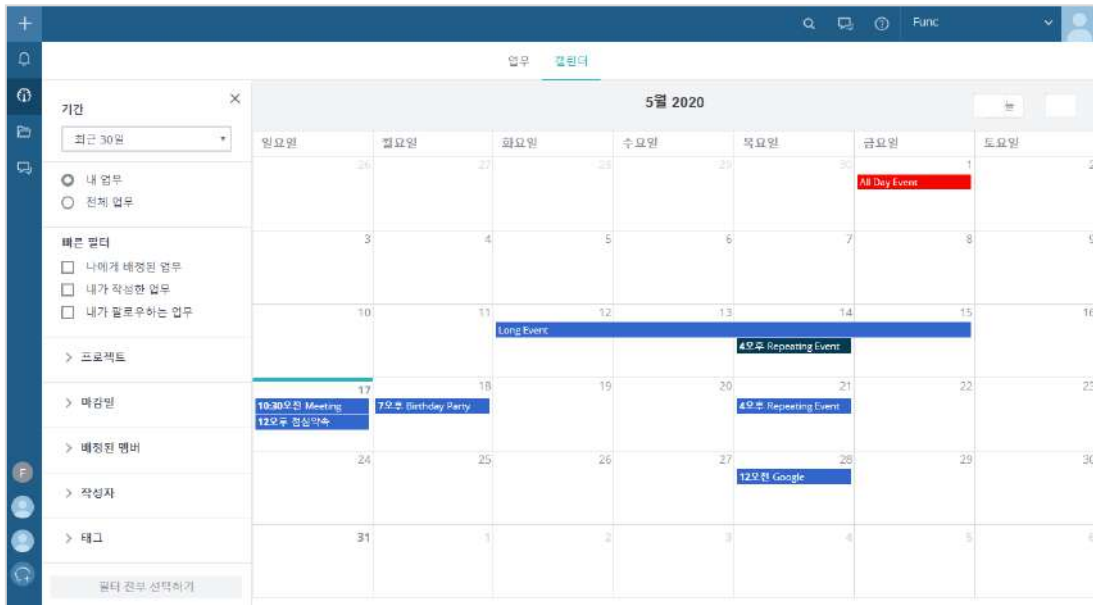 Func
업무 캘린더
기간
최근 30일
내 업무
전체 업무
빠른 필터
나에게 배정된 업무
내가 작성한 업무
내가 팔로우하는 업무
프로젝트
마감일
배정된 멤버
작성자
태그
필터 전부 선택하기
5월 2020
일요일 월요일 화요일 수요일 목요일 금요일 토요일
26 27 28 29 30 1 2
All Day Event
3 4 5 6 7 8 9
10 11 12 13 14 15 16
Long Event
4오후 Repeating Event
17 18 19 20 21 22 23
10:30오전 Meeting 7오후 Birthday Party 4오후 Repeating Event
12오후 점심약속
24 25 26 27 28 29 30
12오전 Google
31 1 2 3 4 5 6
F